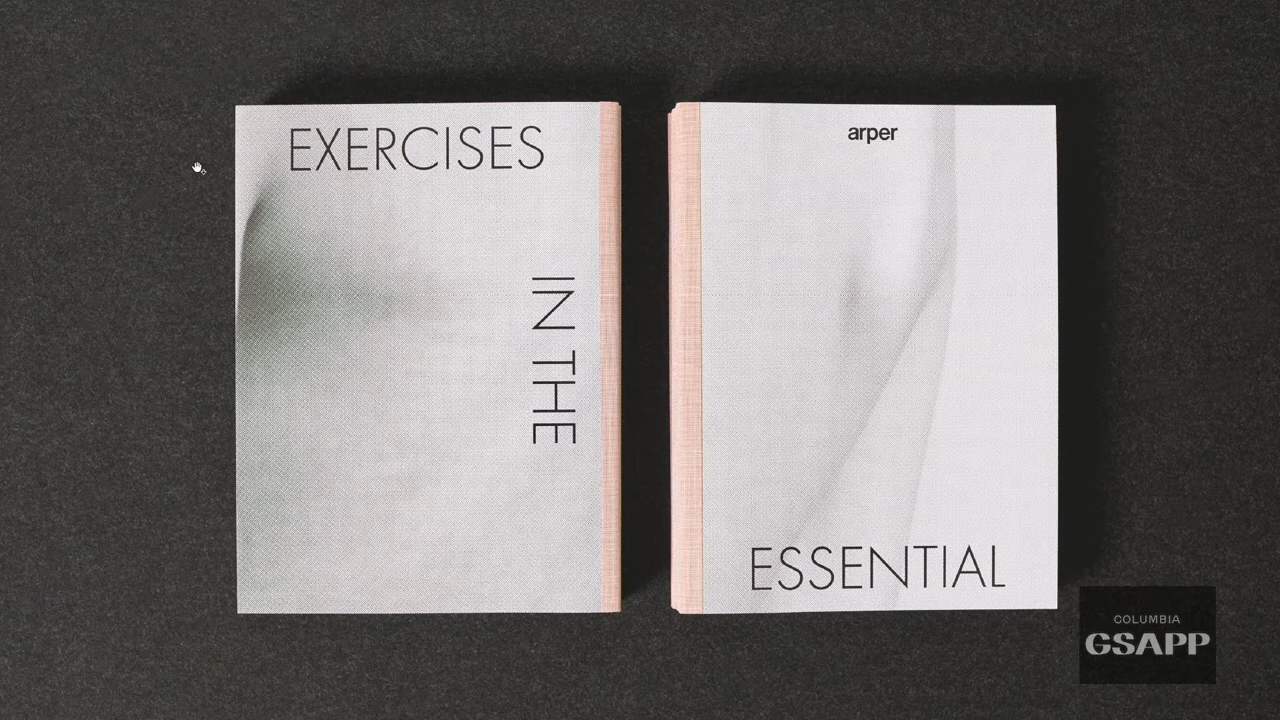 EXERCISES
IN THE
arper
ESSENTIAL
COLUMBIA
GSAPP